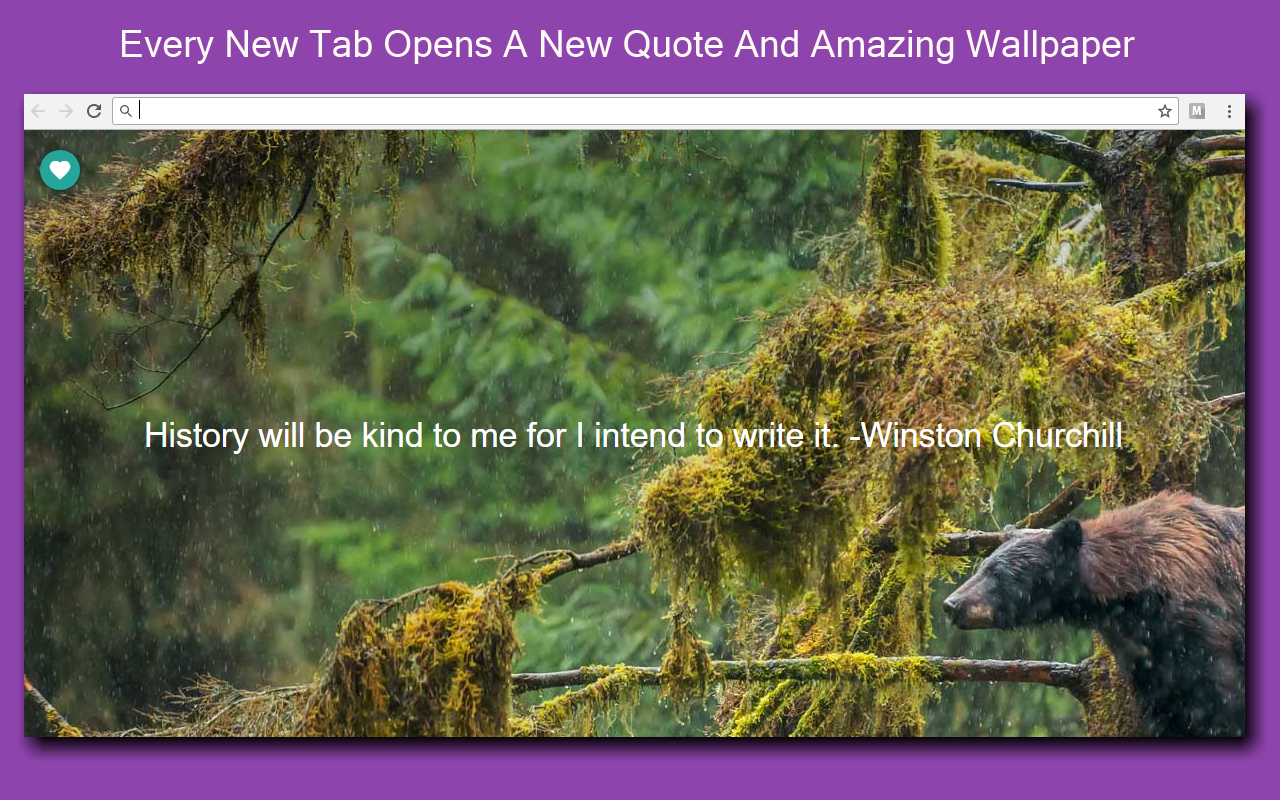 Every New Tab Opens A New Quote And Amazing Wallpaper
M
History will be kind to me for I intend to write it. -Winston Churchill